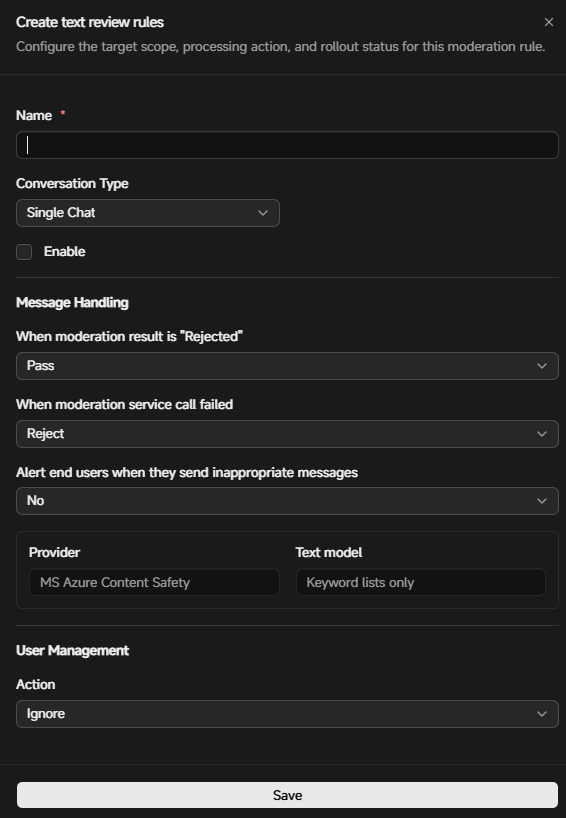 Create text review rules
Configure the target scope, processing action, and rollout status for this moderation rule.
Name *
Conversation Type
Single Chat
Enable
Message Handling
When moderation result is "Rejected"
Pass
When moderation service call failed
Reject
Alert end users when they send inappropriate messages
No
Provider Text model
MS Azure Content Safety Keyword lists only
User Management
Action
Ignore
Save